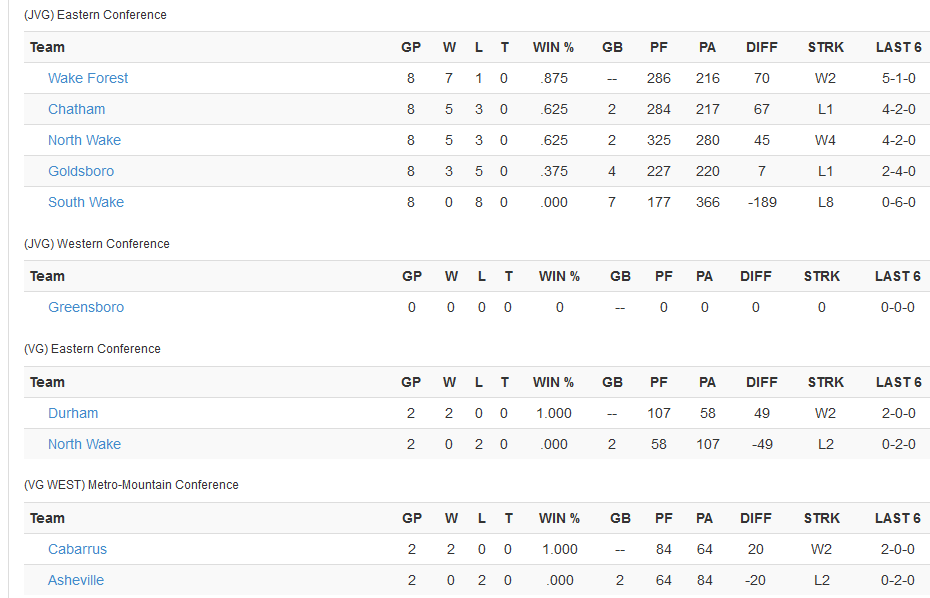 (JVG) Eastern Conference
Team GP W L T WIN % GB PF PA DIFF STRK LAST 6
Wake Forest 8 7 1 0 .875 -- 286 216 70 W2 5-1-0
Chatham 8 5 3 0 .625 2 284 217 67 L1 4-2-0
North Wake 8 5 3 0 .625 2 325 280 45 W4 4-2-0
Goldsboro 8 3 5 0 .375 4 227 220 7 L1 2-4-0
South Wake 8 0 8 0 .000 7 177 366 -189 L8 0-6-0
(JVG) Western Conference
Team GP W L T WIN % GB PF PA DIFF STRK LAST 6
Greensboro 0 0 0 0 0 -- 0 0 0 0 0-0-0
(VG) Eastern Conference
Team GP W L T WIN % GB PF PA DIFF STRK LAST 6
Durham 2 2 0 0 1.000 -- 107 58 49 W2 2-0-0
North Wake 2 0 2 0 .000 2 58 107 -49 L2 0-2-0
(VG WEST) Metro-Mountain Conference
Team GP W L T WIN % GB PF PA DIFF STRK LAST 6
Cabarrus 2 2 0 0 1.000 -- 84 64 20 W2 2-0-0
Asheville 2 0 2 0 .000 2 64 84 -20 L2 0-2-0